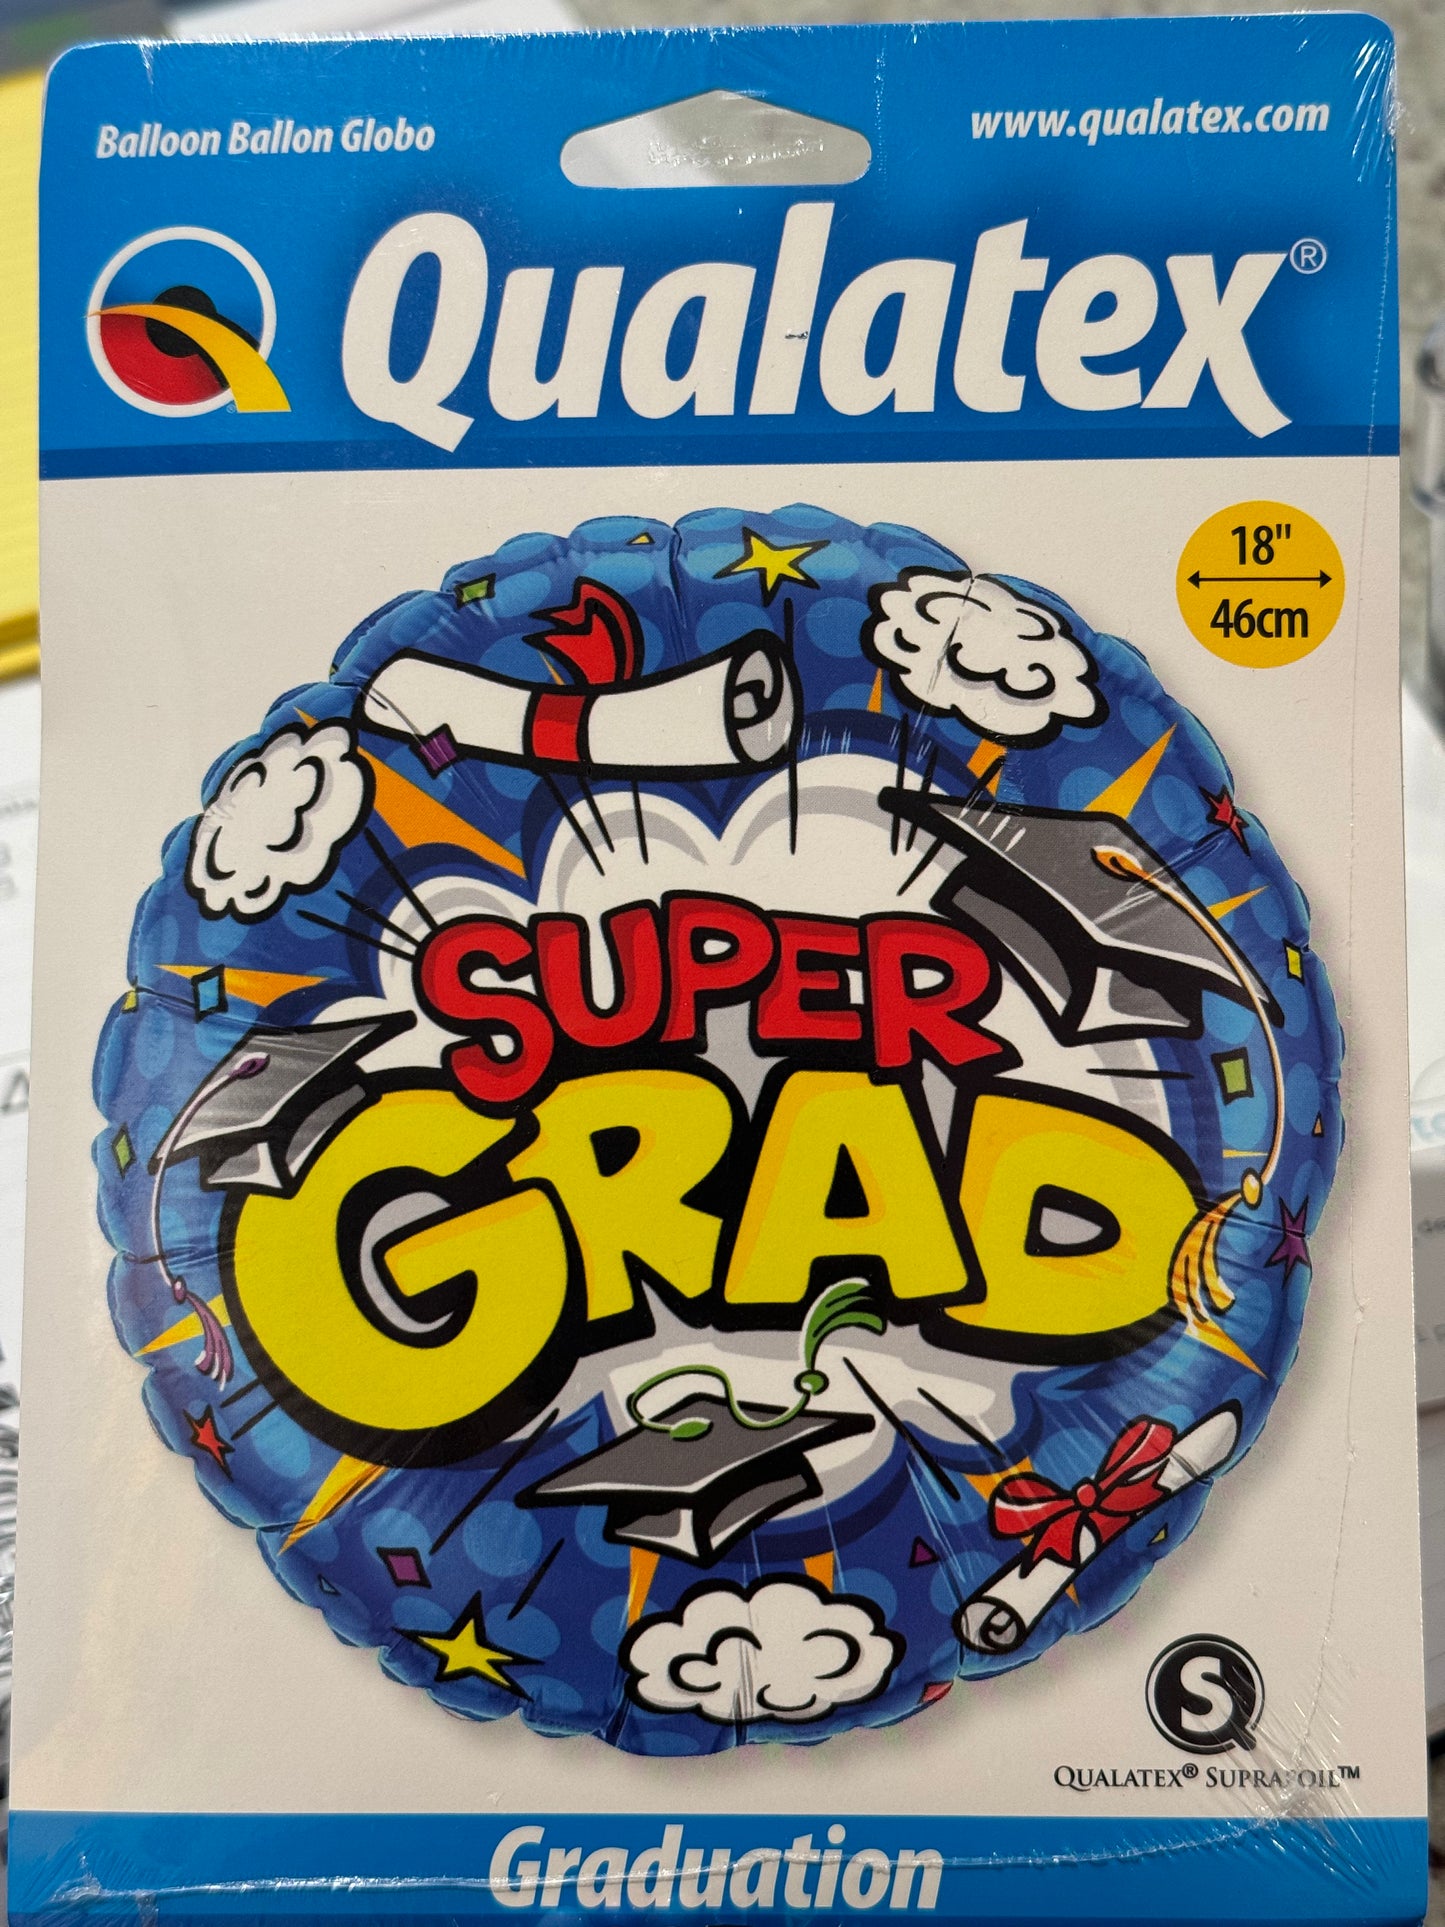 Balloon Ballon Globo
www.qualatex.com
Qualatex®
18"
46cm
SUPER
GRAD
S
QUALATEX® SUPRAFOIL™
Graduation